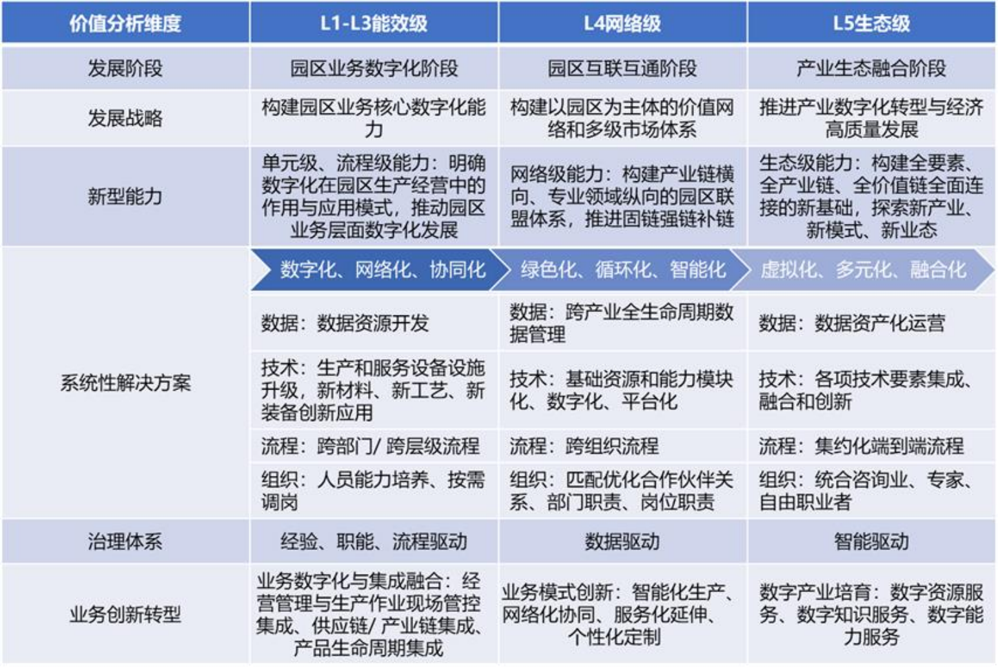 价值分析维度
L1-L3能效级
L4网络级
L5生态级
发展阶段
园区业务数字化阶段
园区互联互通阶段
产业生态融合阶段
发展战略
构建园区业务核心数字化能
力
构建以园区为主体的价值网
络和多级市场体系
推进产业数字化转型与经济
高质量发展
新型能力
单元级、流程级能力：明确
数字化在园区生产经营中的
作用与应用模式，推动园区
业务层面数字化发展
网络级能力：构建产业链横
向、专业领域纵向的园区联
盟体系，推进固链强链补链
生态级能力：构建全要素、
全产业链、全价值链全面连
接的新基础，探索新产业、
新模式、新业态
系统性解决方案
数字化、网络化、协同化
绿色化、循环化、智能化
虚拟化、多元化、融合化
数据：数据资源开发
数据：跨产业全生命周期数
据管理
数据：数据资产化运营
技术：生产和服务设备设施
升级，新材料、新工艺、新
装备创新应用
技术：基础资源和能力模块
化、数字化、平台化
技术：各项技术要素集成、
融合和创新
流程：跨部门/ 跨层级流程
流程：跨组织流程
流程：集约化端到端流程
组织：人员能力培养、按需
调岗
组织：匹配优化合作伙伴关
系、部门职责、岗位职责
组织：统合咨询业、专家、
自由职业者
治理体系
经验、职能、流程驱动
数据驱动
智能驱动
业务创新转型
业务数字化与集成融合：经
营管理与生产作业现场管控
集成、供应链/ 产业链集成、
产品生命周期集成
业务模式创新：智能化生产、
网络化协同、服务化延伸、
个性化定制
数字产业培育：数字资源服
务、数字知识服务、数字能
力服务